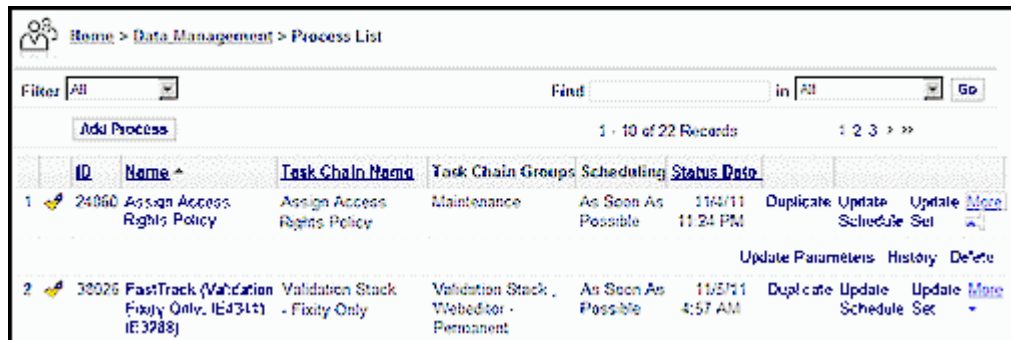 Home > Data Management > Process List
Filter All Find in All Go
Add Process 1 - 10 of 22 Records 1 2 3 > >>
ID Name Task Chain Name Task Chain Groups Scheduling Status Date
1 24060 Assign Access Assign Access Maintenance As Soon As 11/4/11 Duplicate Update Update More
Rights Policy Rights Policy Possible 11:24 PM Schedule Set
Update Parameters History Delete
2 FastTrack (Validation Validation Stack Validation Stack , As Soon As 11/5/11 Duplicate Update Update More
Fixity Only, - Fixity Only Webeditor - Possible 4:57 AM Schedule Set
Permanent